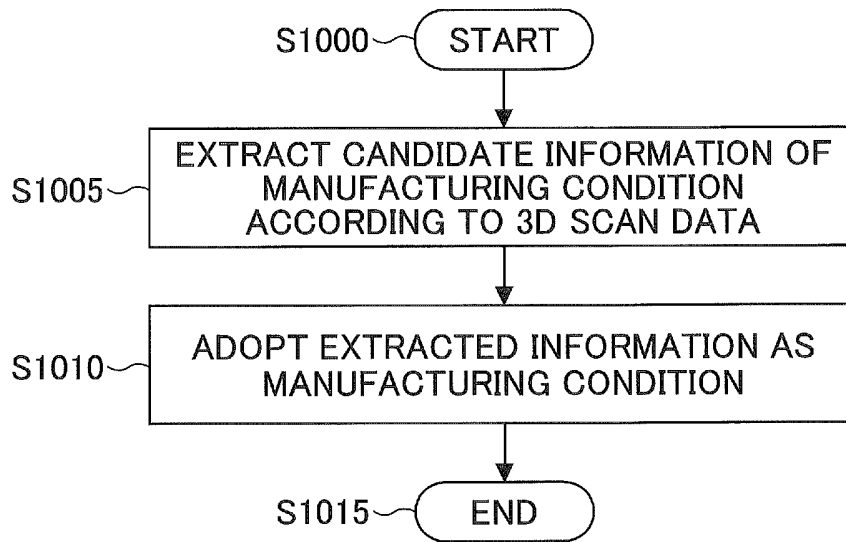 S1000
START
S1005
EXTRACT CANDIDATE INFORMATION OF
MANUFACTURING CONDITION
ACCORDING TO 3D SCAN DATA
S1010
ADOPT EXTRACTED INFORMATION AS
MANUFACTURING CONDITION
S1015
END